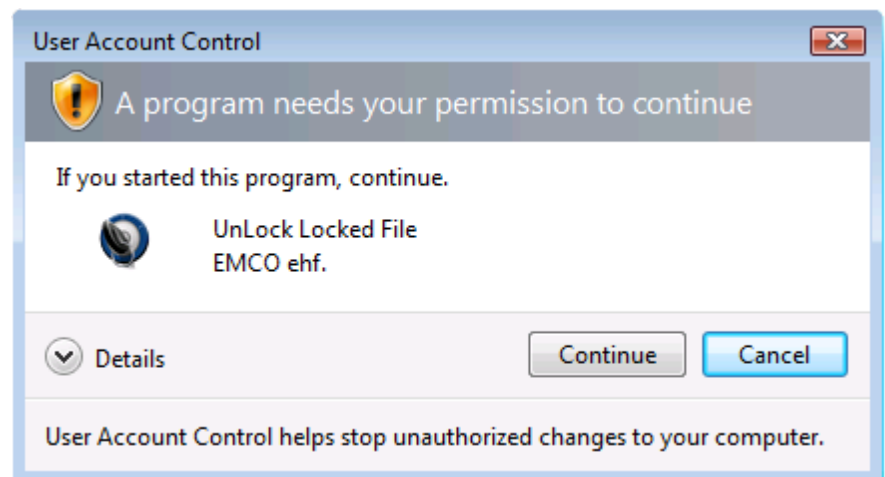 User Account Control
A program needs your permission to continue
If you started this program, continue.
UnLock Locked File
EMCO ehf.
Details
Continue
Cancel
User Account Control helps stop unauthorized changes to your computer.